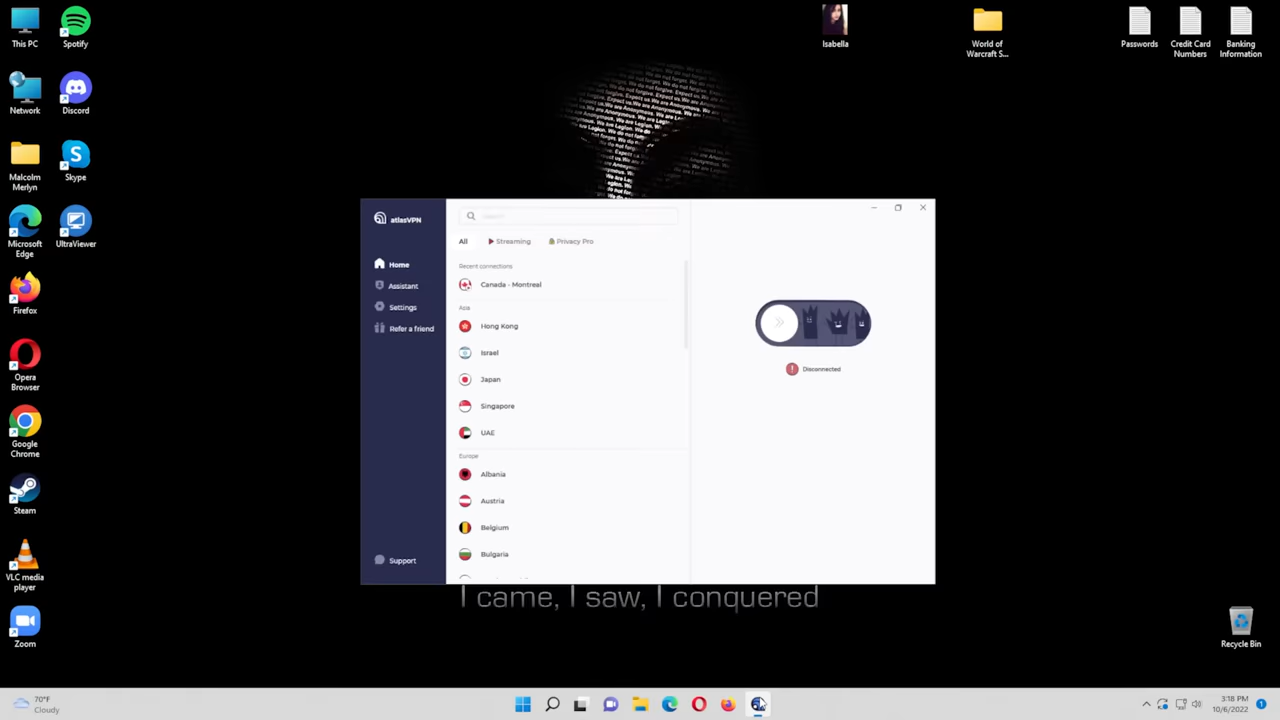 This PC
Spotify
Isabella
World of
Warcraft S...
Passwords
Credit Card
Numbers
Banking
Information
Network
Discord
Malcolm
Merlyn
Skype
Microsoft
Edge
UltraViewer
Firefox
Opera
Browser
Google
Chrome
Steam
VLC media
player
Zoom
atlasVPN
Home
Assistant
Settings
Refer a friend
Support
Search
All
Streaming
Privacy Pro
Recent connections
Canada - Montreal
Asia
Hong Kong
Israel
Japan
Singapore
UAE
Europe
Albania
Austria
Belgium
Bulgaria
Disconnected
I came, I saw, I conquered
Recycle Bin
70°F
Cloudy
3:18 PM
10/6/2022
1